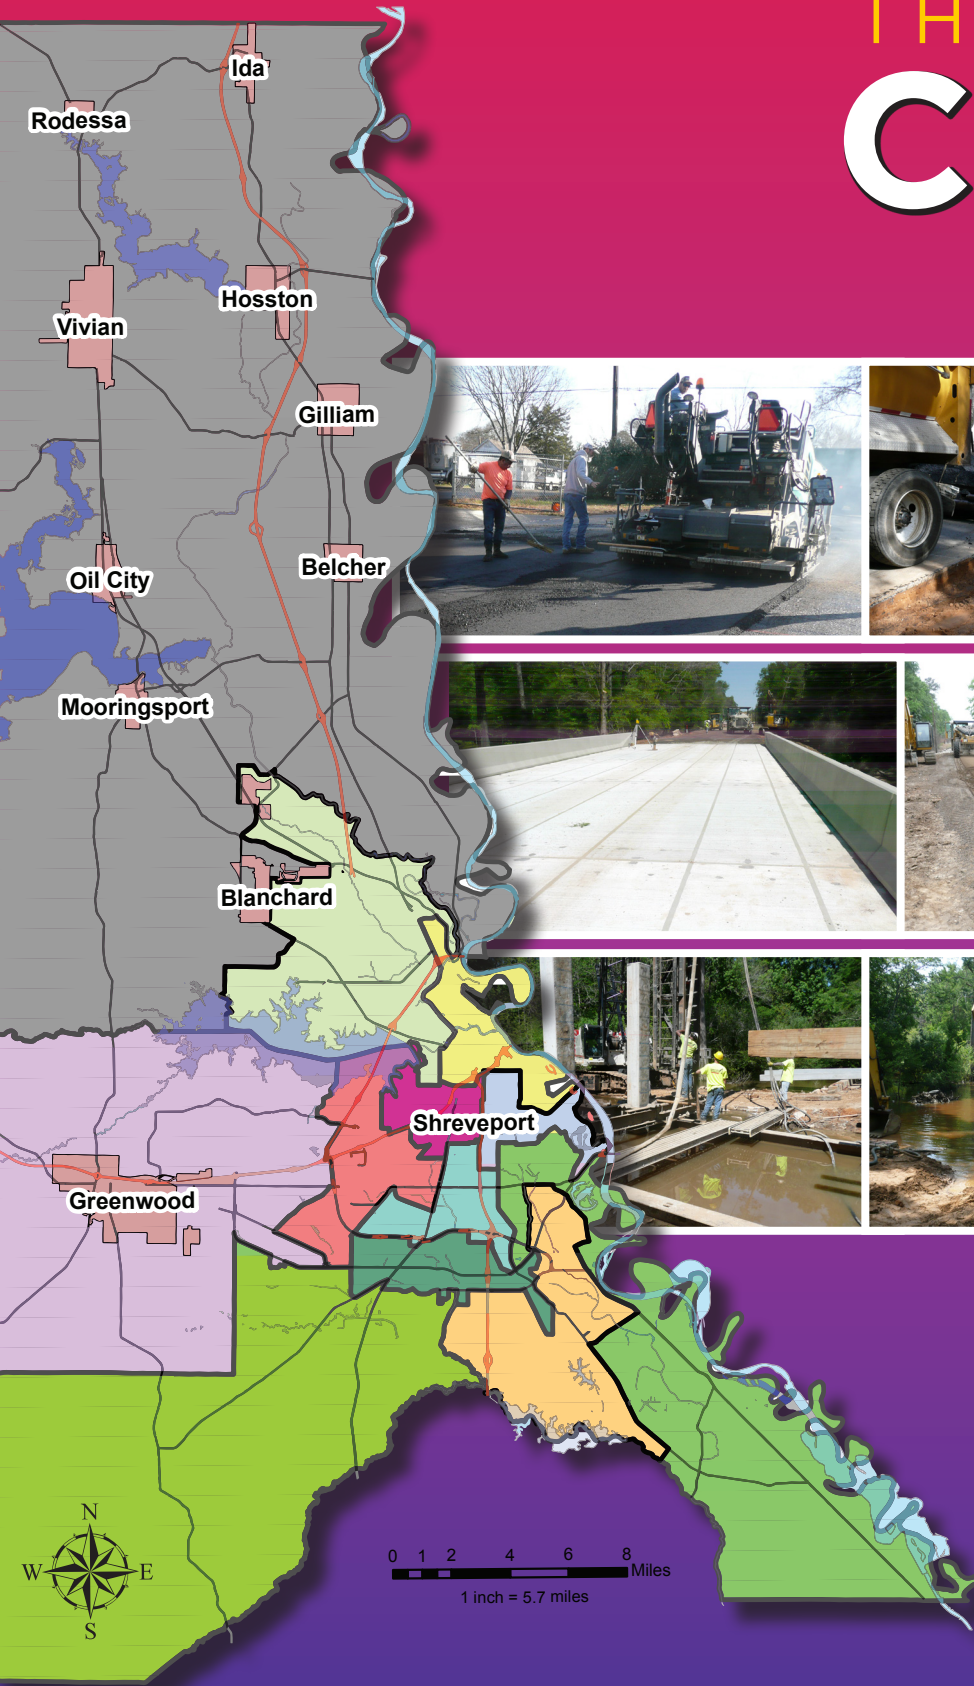 TH
C
Ida
Rodessa
Hosston
Vivian
Gilliam
Belcher
Oil City
Mooringsport
Blanchard
Shreveport
Greenwood
N
W E
S
0 1 2 4 6 8
Miles
1 inch = 5.7 miles